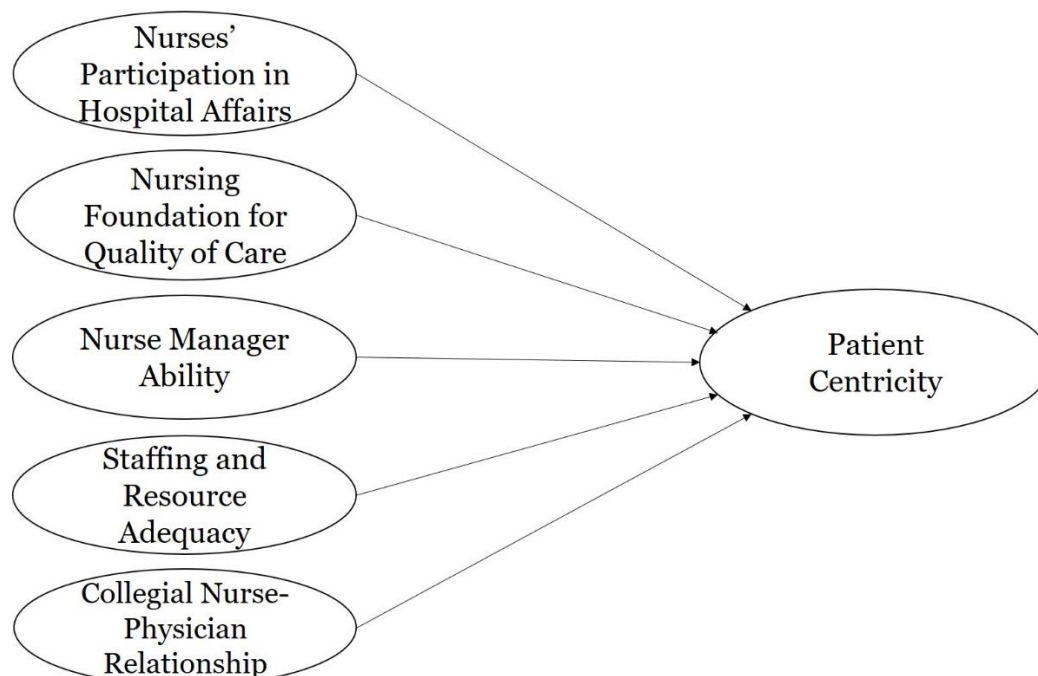 Nurses’
Participation in
Hospital Affairs
Nursing
Foundation for
Quality of Care
Nurse Manager
Ability
Staffing and
Resource
Adequacy
Collegial Nurse-
Physician
Relationship
Patient
Centricity